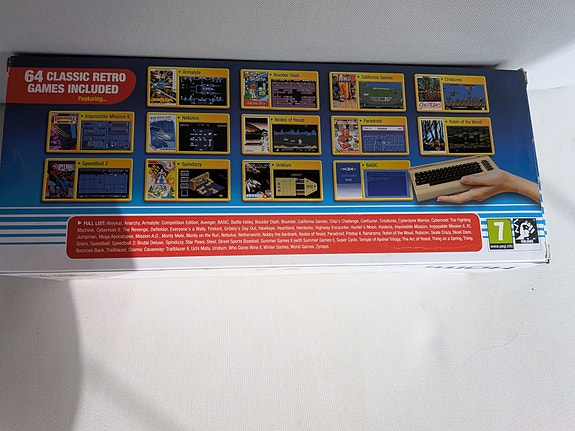 64 CLASSIC RETRO
GAMES INCLUDED
Featuring...
Armalyte
Boulder Dash
California Games
Creatures
Impossible Mission II
Nebulus
Nodes of Yesod
Paradroid
Robin of the Wood
Speedball 2
Spindizzy
Uridium
BASIC
FULL LIST: Alleykat, Anarchy, Armalyte: Competition Edition, Avenger, BASIC, Battle Valley, Boulder Dash, Bounder, California Games, Chip's Challenge, Confuzion, Creatures, Cyberdyne Warrior, Cybernoid: The Fighting
Machine, Cybernoid II: The Revenge, Deflektor, Everyone's a Wally, Firelord, Gribbly's Day Out, Hawkeye, Heartland, Herobotix, Highway Encounter, Hunter's Moon, Hysteria, Impossible Mission, Impossible Mission II, IO,
Jumpman, Mega Apocalypse, Mission A.D., Monty Mole, Monty on the Run, Nebulus, Netherworld, Nobby the Aardvark, Nodes of Yesod, Paradroid, Pitstop II, Ranarama, Robin of the Wood, Rubicon, Skate Crazy, Skool Daze,
Snare, Speedball, Speedball 2: Brutal Deluxe, Spindizzy, Star Paws, Steel, Street Sports Baseball, Summer Games II (with Summer Games I), Super Cycle, Temple of Apshai Trilogy, The Arc of Yesod, Thing on a Spring, Thing
Bounces Back, Trailblazer, Cosmic Causeway: Trailblazer II, Uchi Mata, Uridium, Who Dares Wins II, Winter Games, World Games, Zynaps
7
www.pegi.info